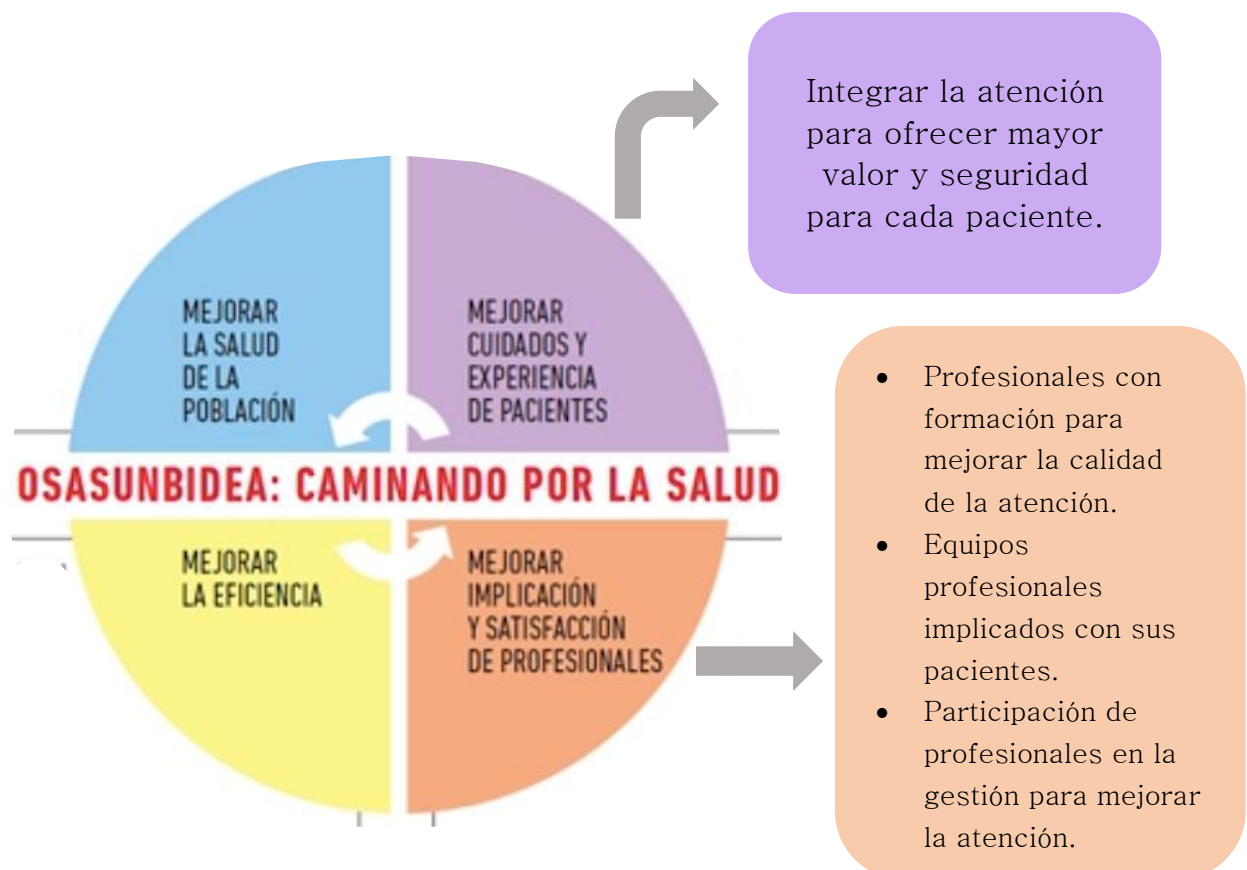 Integrar la atención
para ofrecer mayor
valor y seguridad
para cada paciente.
MEJORAR
LA SALUD
DE LA
POBLACIÓN
MEJORAR
CUIDADOS Y
EXPERIENCIA
DE PACIENTES
OSASUNBIDEA: CAMINANDO POR LA SALUD
MEJORAR
LA EFICIENCIA
MEJORAR
IMPLICACIÓN
Y SATISFACCIÓN
DE PROFESIONALES
• Profesionales con
formación para
mejorar la calidad
de la atención.
• Equipos
profesionales
implicados con sus
pacientes.
• Participación de
profesionales en la
gestión para mejorar
la atención.